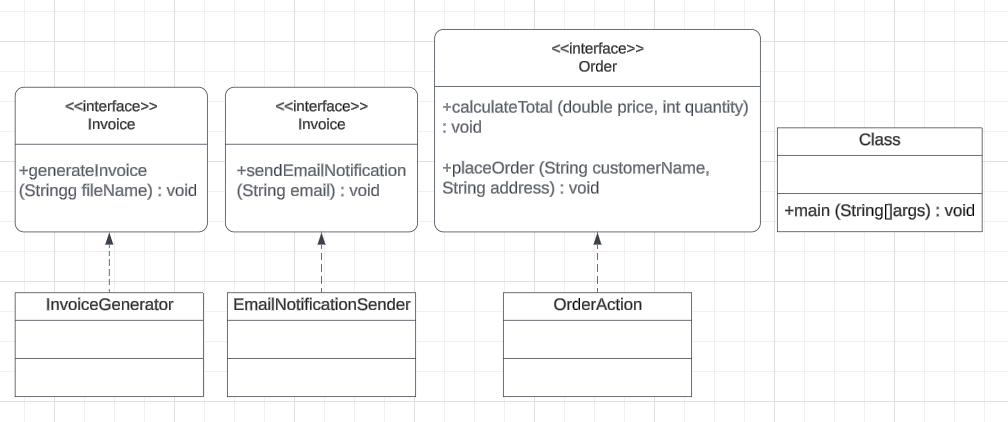 <<interface>>
Invoice
+generateInvoice
(Stringg fileName) : void
<<interface>>
Invoice
+sendEmailNotification
(String email) : void
<<interface>>
Order
+calculateTotal (double price, int quantity)
: void
+placeOrder (String customerName,
String address) : void
Class
+main (String[]args) : void
InvoiceGenerator
EmailNotificationSender
OrderAction